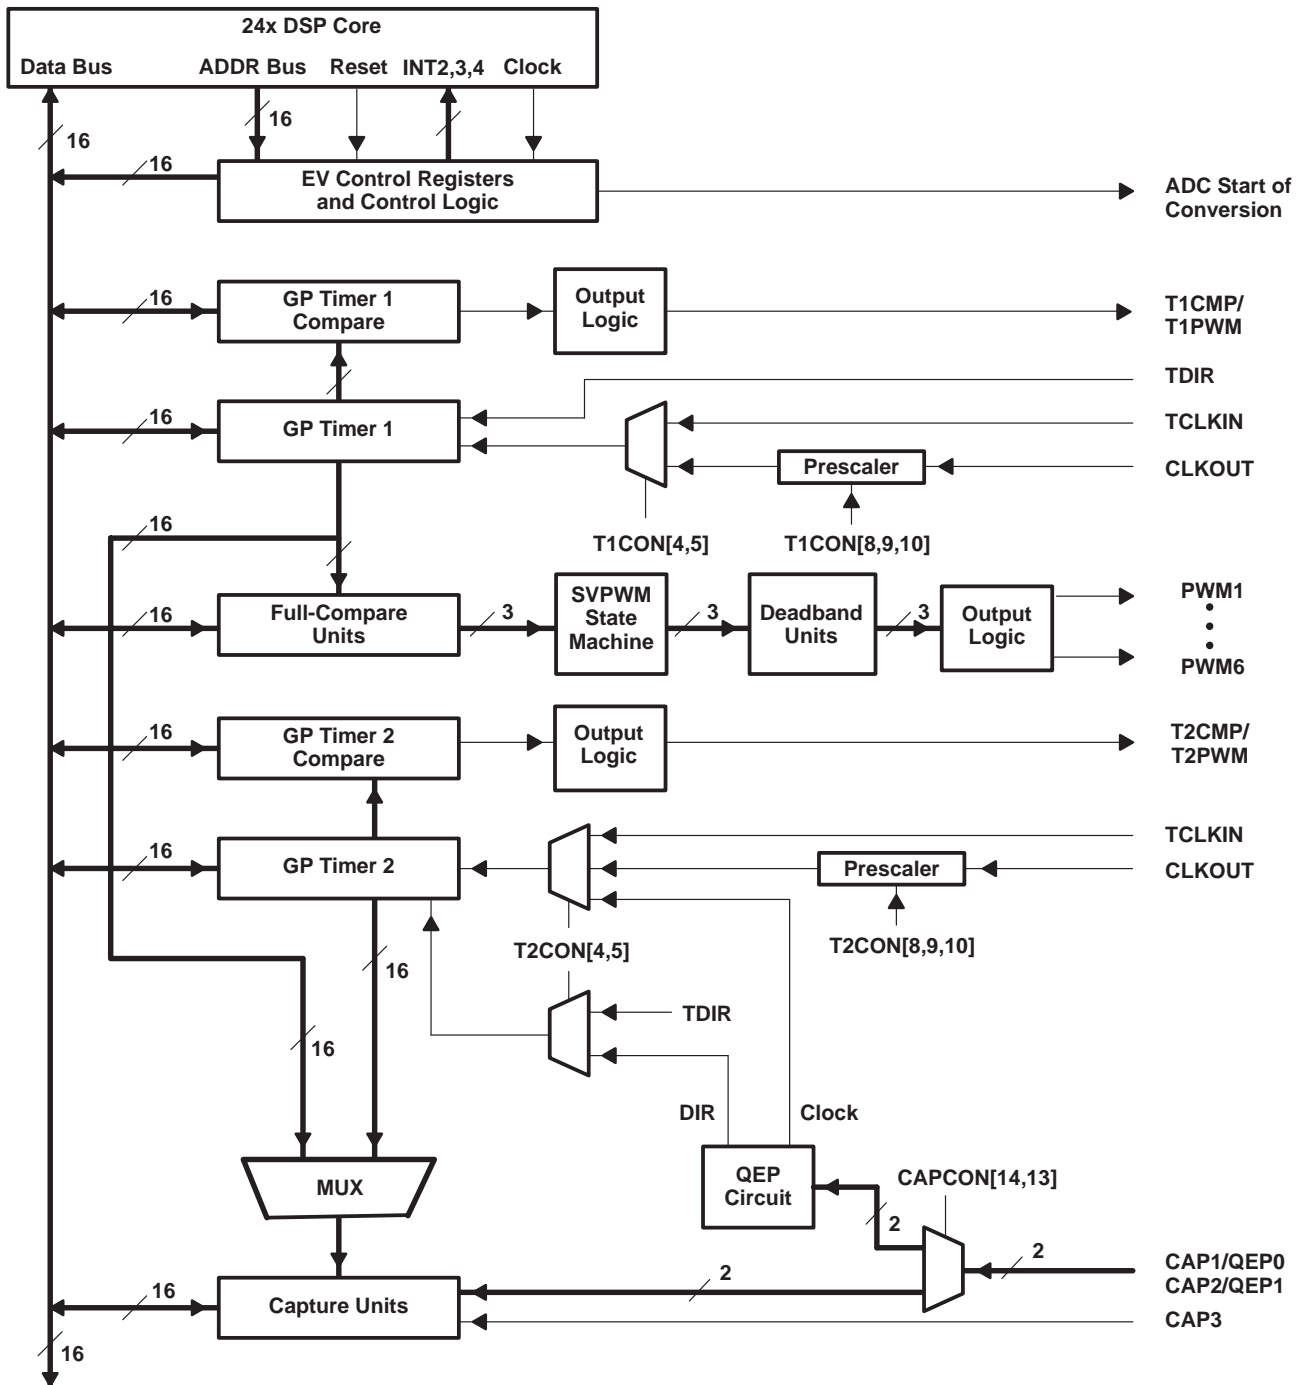 24x DSP Core
Data Bus
ADDR Bus
Reset
INT2,3,4
Clock
16
16
16
EV Control Registers
and Control Logic
ADC Start of
Conversion
16
GP Timer 1
Compare
Output
Logic
T1CMP/
T1PWM
TDIR
16
GP Timer 1
TCLKIN
Prescaler
CLKOUT
16
T1CON[4,5]
T1CON[8,9,10]
16
Full-Compare
Units
3
SVPWM
State
Machine
3
Deadband
Units
3
Output
Logic
PWM1
PWM6
16
GP Timer 2
Compare
Output
Logic
T2CMP/
T2PWM
TCLKIN
16
GP Timer 2
Prescaler
CLKOUT
T2CON[4,5]
T2CON[8,9,10]
16
TDIR
16
DIR
Clock
MUX
QEP
Circuit
CAPCON[14,13]
2
2
CAP1/QEP0
CAP2/QEP1
2
16
Capture Units
CAP3
16